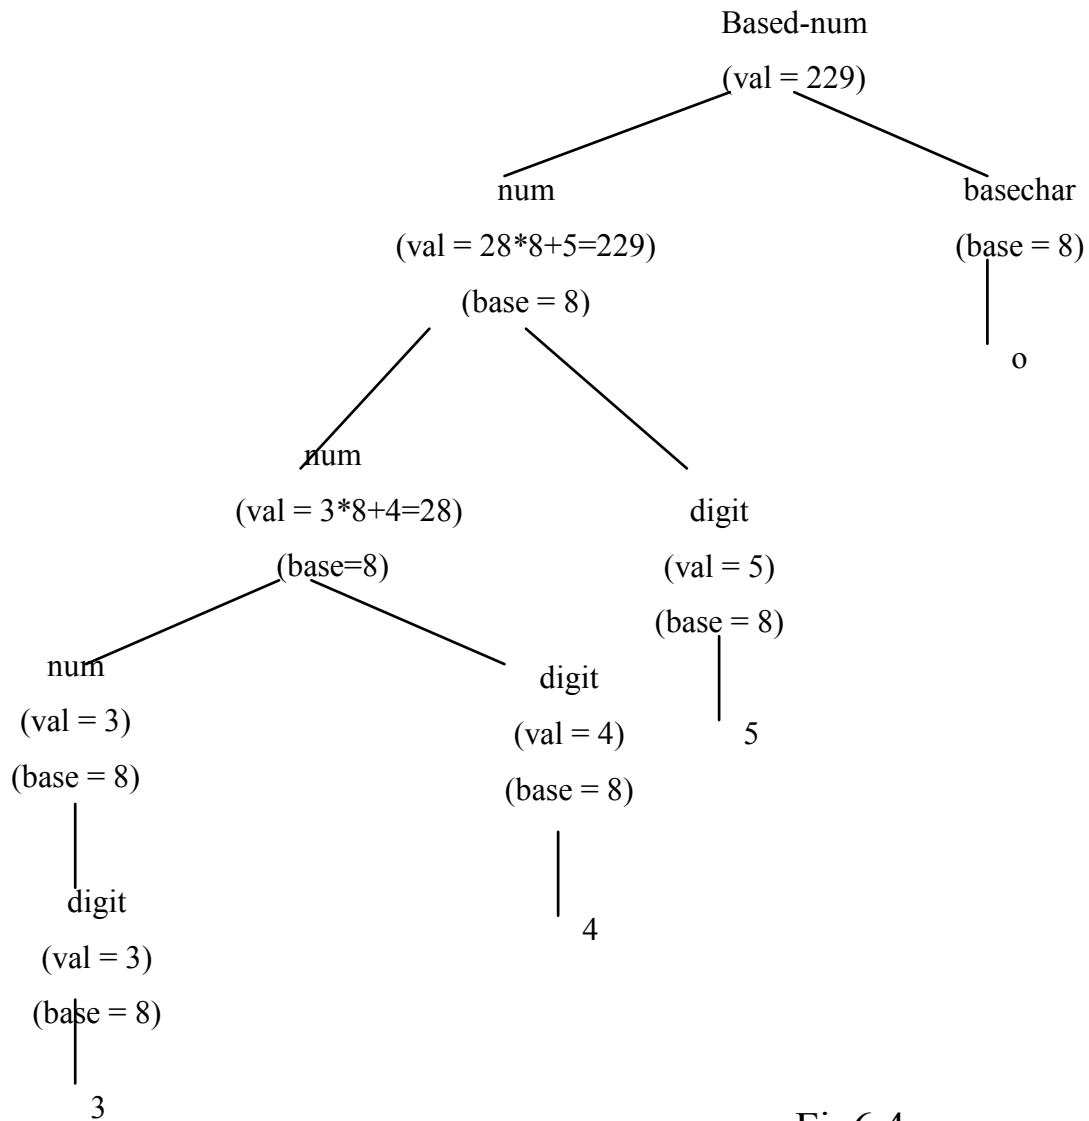 Based-num
(val = 229)
num
basechar
(val = 28*8+5=229)
(base = 8)
(base = 8)
o
num
(val = 3*8+4=28)
digit
(base=8)
(val = 5)
(base = 8)
num
digit
(val = 3)
(val = 4)
5
(base = 8)
(base = 8)
digit
4
(val = 3)
(base = 8)
3